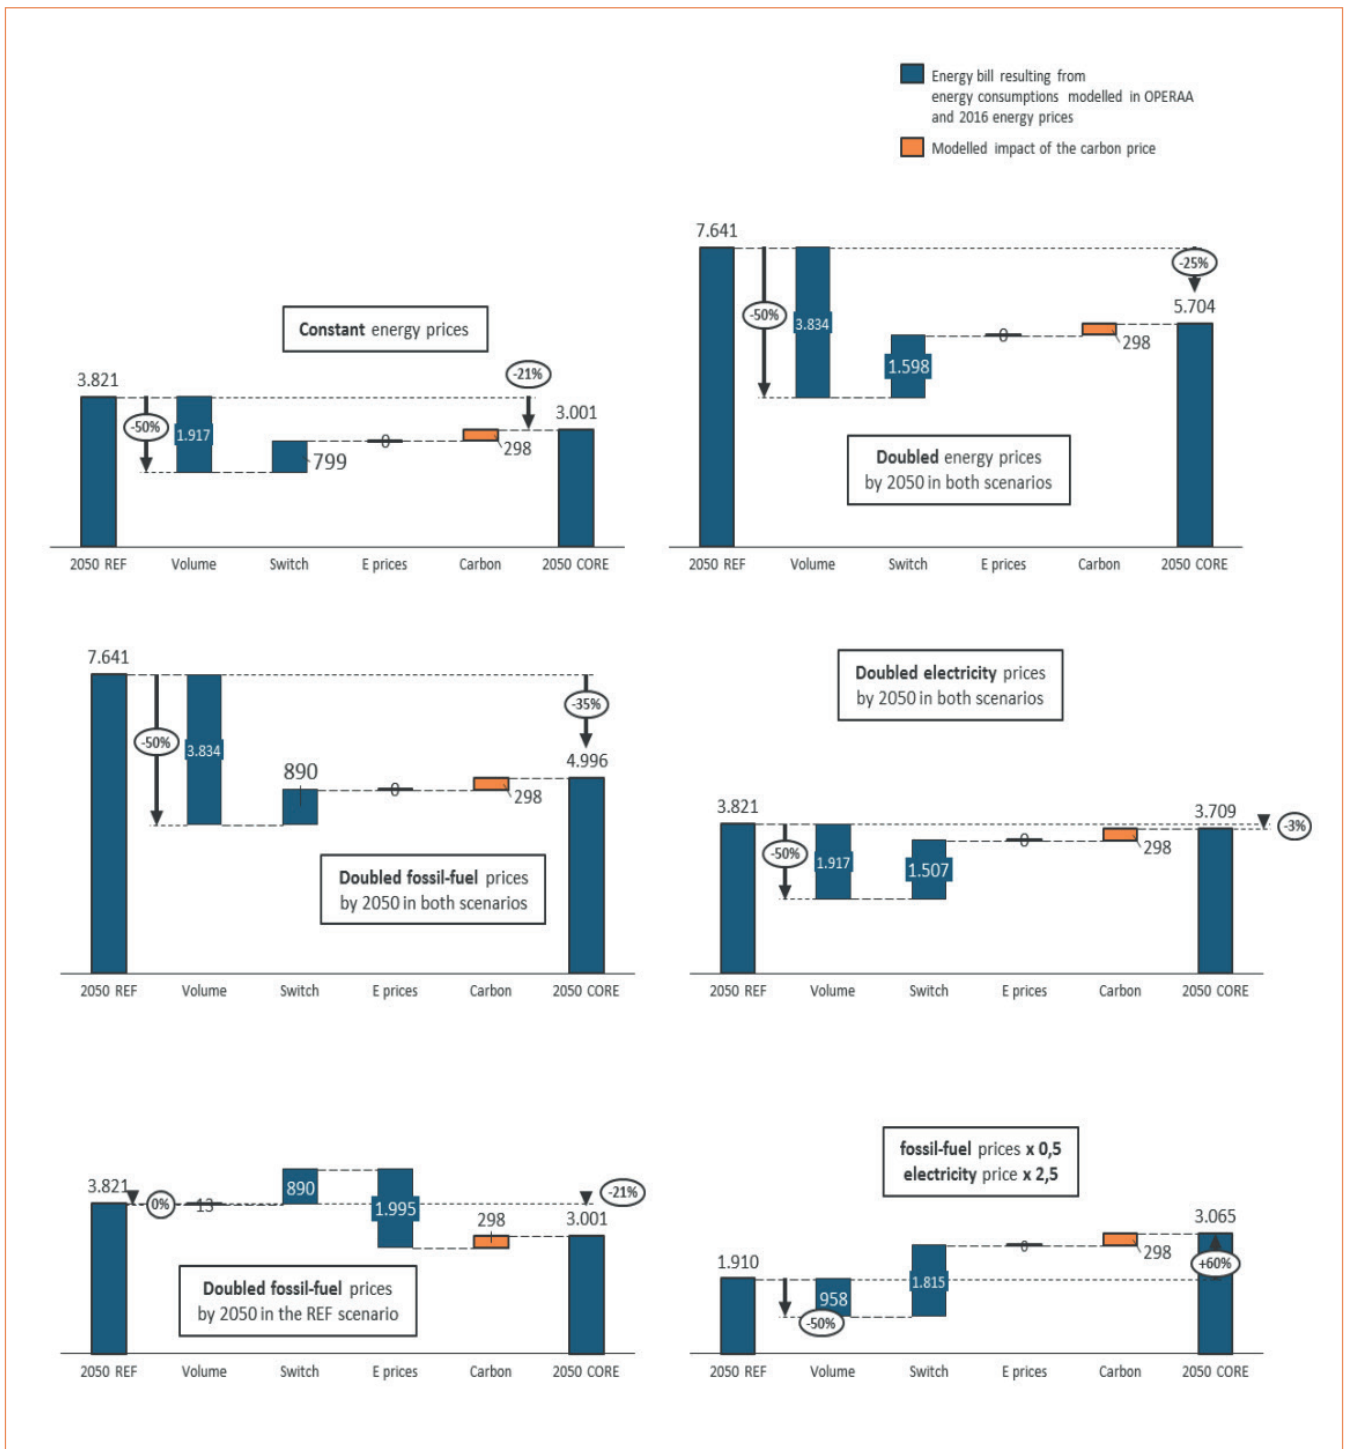 Energy bill resulting from
energy consumptions modelled in OPERAA
and 2016 energy prices
Modelled impact of the carbon price
Constant energy prices
3.821
-50%
1.917
799
0
298
-21%
3.001
2050 REF Volume Switch E prices Carbon 2050 CORE
7.641
-50%
3.834
1.598
0
298
-25%
5.704
Doubled energy prices
by 2050 in both scenarios
2050 REF Volume Switch E prices Carbon 2050 CORE
7.641
-50%
3.834
890
0
298
-35%
4.996
Doubled fossil-fuel prices
by 2050 in both scenarios
2050 REF Volume Switch E prices Carbon 2050 CORE
Doubled electricity prices
by 2050 in both scenarios
3.821
-50%
1.917
1.507
0
298
3.709
-3%
2050 REF Volume Switch E prices Carbon 2050 CORE
3.821
0%
13
890
1.995
298
3.001
-21%
Doubled fossil-fuel prices
by 2050 in the REF scenario
2050 REF Volume Switch E prices Carbon 2050 CORE
fossil-fuel prices x 0,5
electricity price x 2,5
1.910
958
-50%
1.815
0
298
3.065
+60%
2050 REF Volume Switch E prices Carbon 2050 CORE